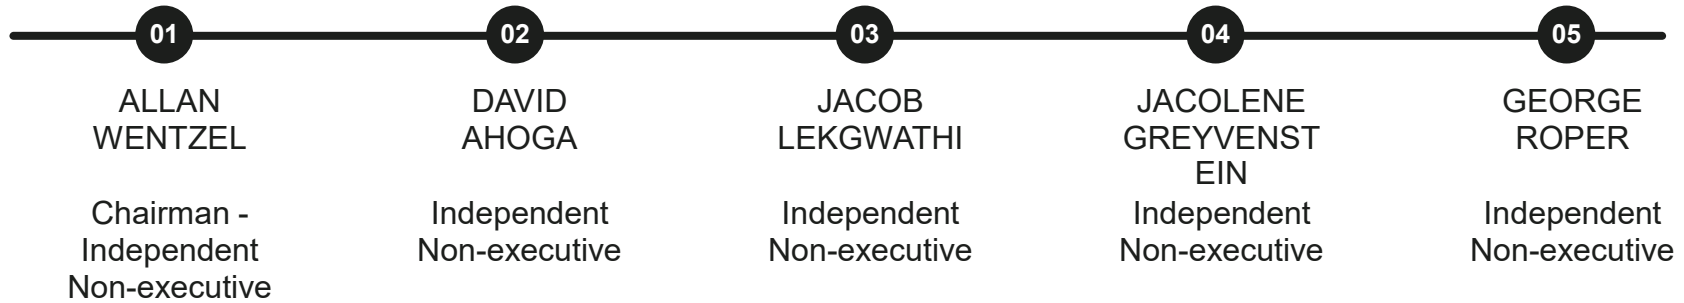 01
ALLAN
WENTZEL
Chairman -
Independent
Non-executive
02
DAVID
AHOGA
Independent
Non-executive
03
JACOB
LEKGWATHI
Independent
Non-executive
04
JACOLENE
GREYVENST
EIN
Independent
Non-executive
05
GEORGE
ROPER
Independent
Non-executive